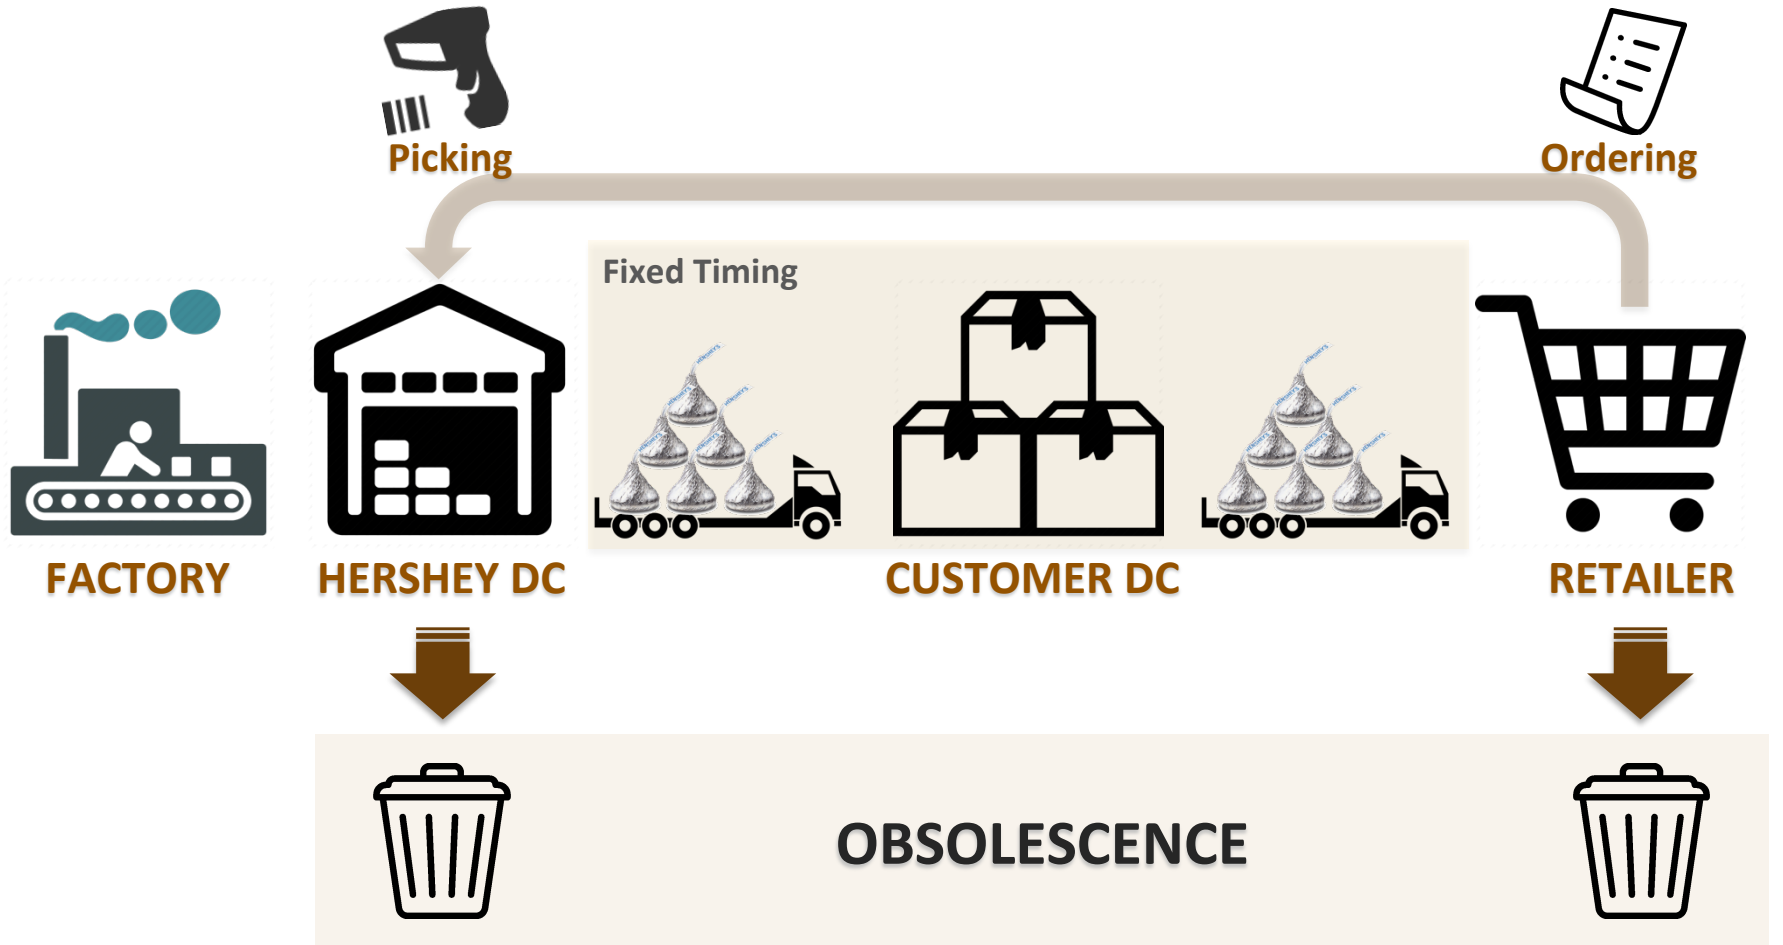 Picking
Ordering
Fixed Timing
FACTORY
HERSHEY DC
CUSTOMER DC
RETAILER
OBSOLESCENCE